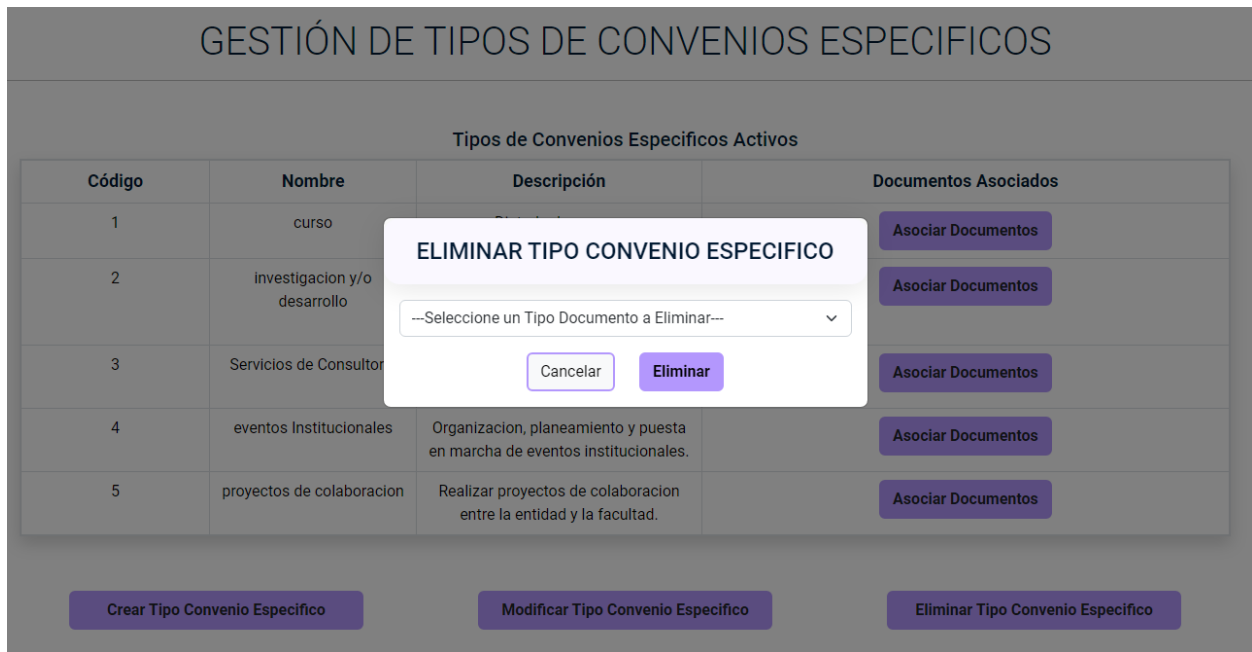 GESTIÓN DE TIPOS DE CONVENIOS ESPECIFICOS
Tipos de Convenios Especificos Activos
Código Nombre Descripción Documentos Asociados
1 curso Asociar Documentos
2 investigacion y/o desarrollo Asociar Documentos
3 Servicios de Asociar Documentos
4 eventos Institucionales Organizacion, planeamiento y puesta en marcha de eventos institucionales. Asociar Documentos
5 proyectos de colaboracion Realizar proyectos de colaboracion entre la entidad y la facultad. Asociar Documentos
ELIMINAR TIPO CONVENIO ESPECIFICO
---Seleccione un Tipo Documento a Eliminar---
Cancelar Eliminar
Crear Tipo Convenio Especifico Modificar Tipo Convenio Especifico Eliminar Tipo Convenio Especifico